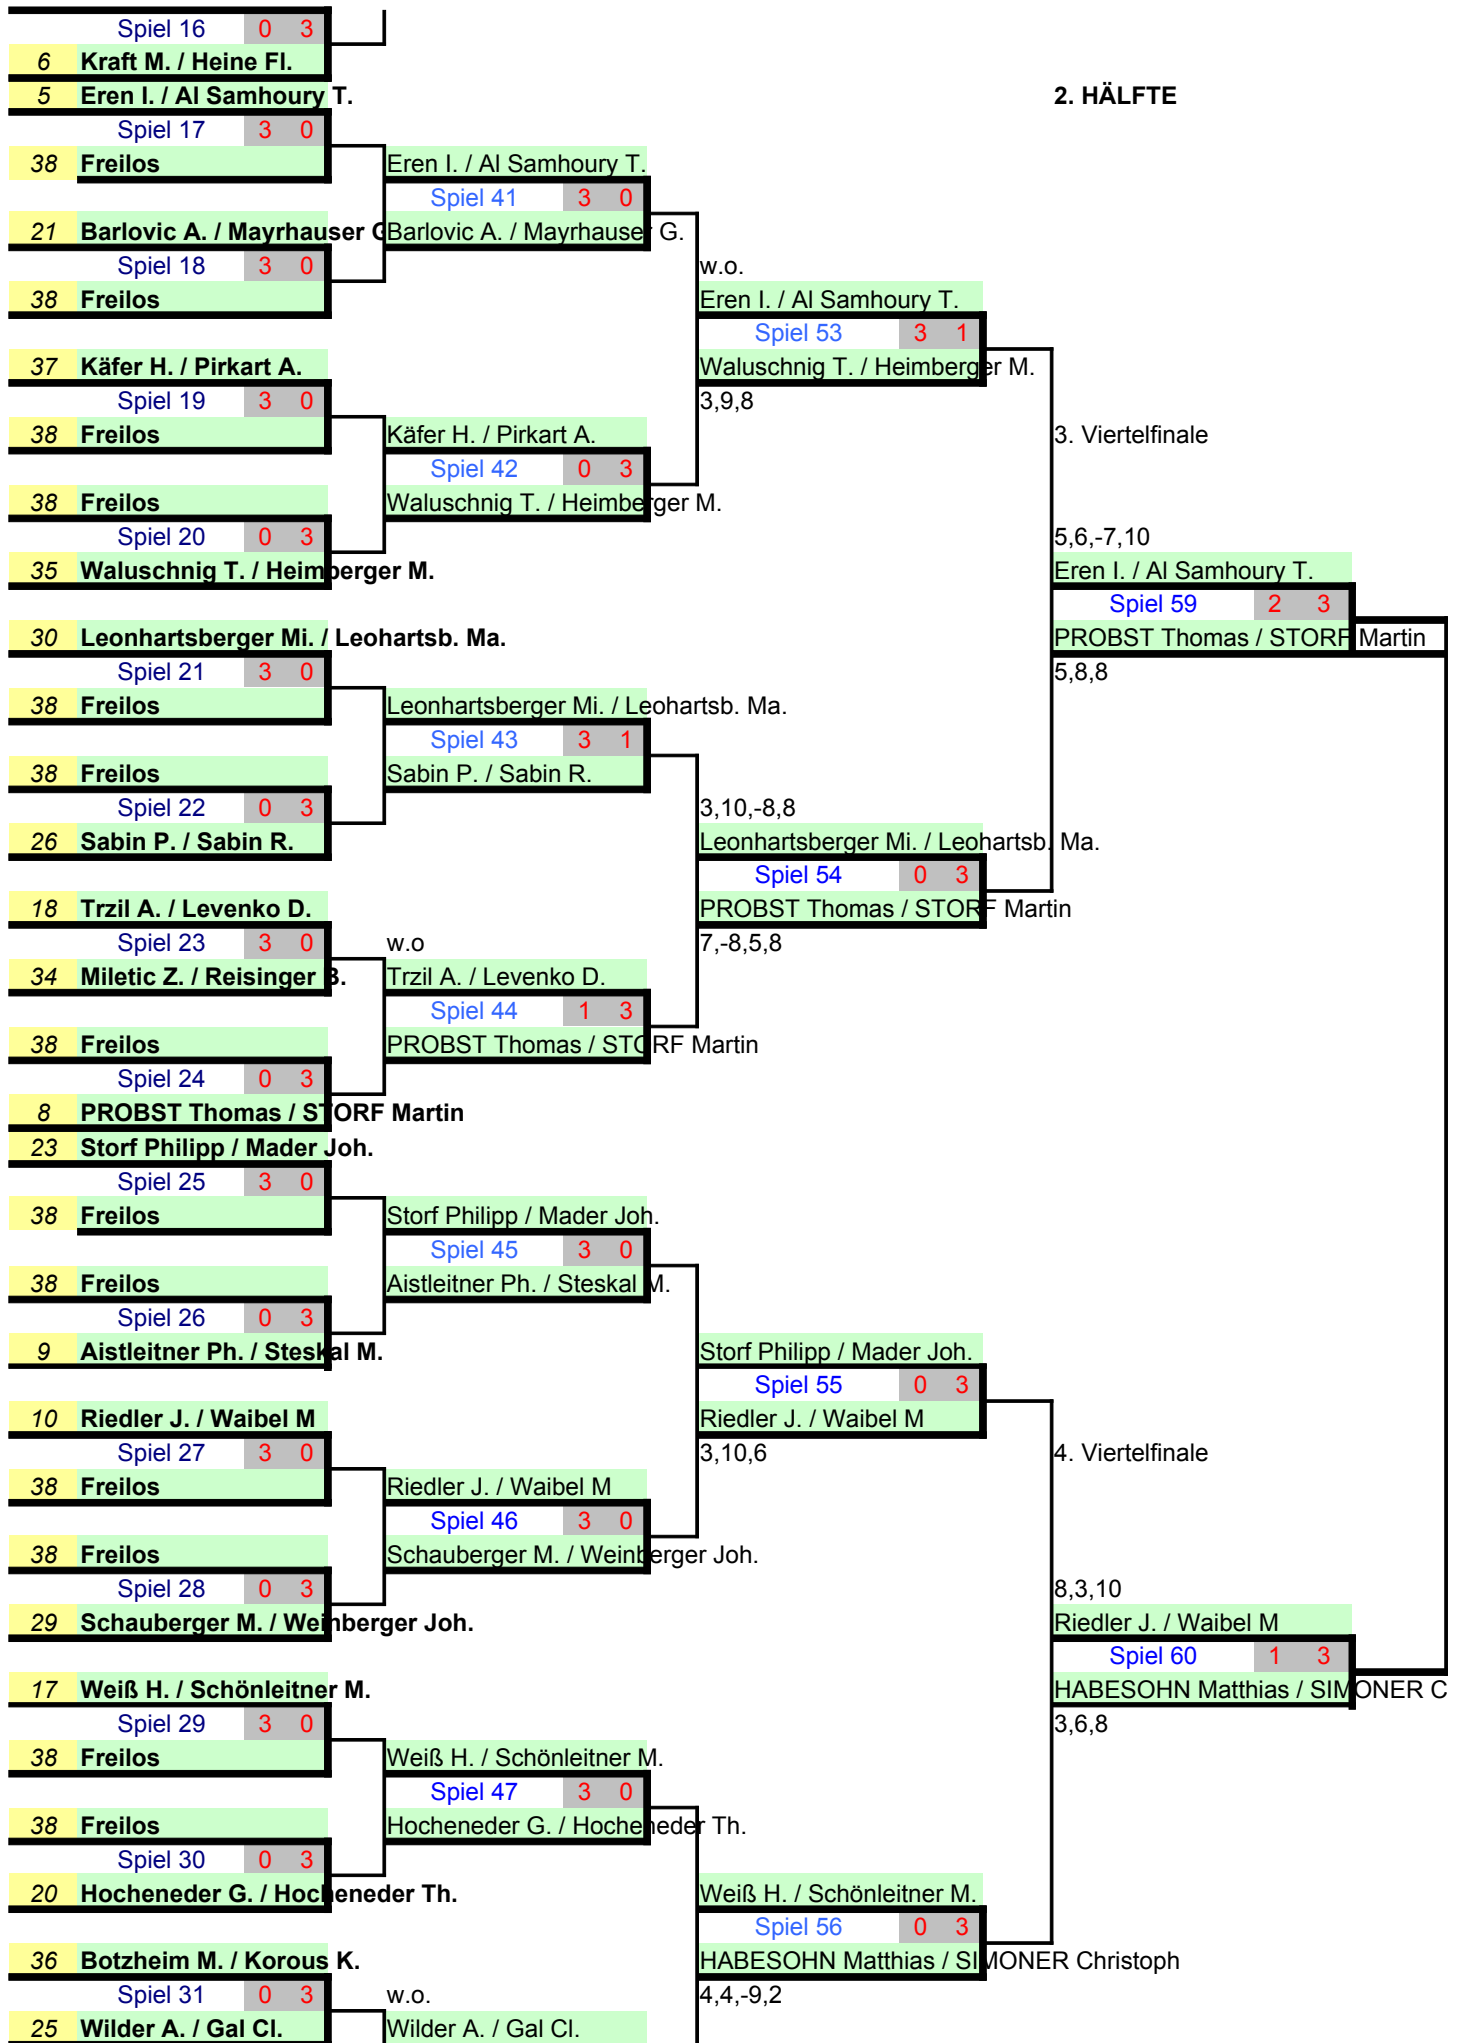 Spiel 16 0 3
6 Kraft M. / Heine Fl.
5 Eren I. / Al Samhoury T. 2. HÄLFTE
Spiel 17 3 0
38 Freilos Eren I. / Al Samhoury T.
Spiel 41 3 0
21 Barlovic A. / Mayrhauser G Barlovic A. / Mayrhauser G.
Spiel 18 3 0 w.o.
38 Freilos Eren I. / Al Samhoury T.
Spiel 53 3 1
37 Käfer H. / Pirkart A. Waluschnig T. / Heimberger M.
Spiel 19 3 0 3,9,8
38 Freilos Käfer H. / Pirkart A. 3. Viertelfinale
Spiel 42 0 3
38 Freilos Waluschnig T. / Heimberger M.
Spiel 20 0 3 5,6,-7,10
35 Waluschnig T. / Heimberger M. Eren I. / Al Samhoury T.
Spiel 59 2 3
30 Leonhartsberger Mi. / Leohartsb. Ma. PROBST Thomas / STORF Martin
Spiel 21 3 0 5,8,8
38 Freilos Leonhartsberger Mi. / Leohartsb. Ma.
Spiel 43 3 1
38 Freilos Sabin P. / Sabin R.
Spiel 22 0 3 3,10,-8,8
26 Sabin P. / Sabin R. Leonhartsberger Mi. / Leohartsb. Ma.
Spiel 54 0 3
18 Trzil A. / Levenko D. PROBST Thomas / STORF Martin
Spiel 23 3 0 w.o 7,-8,5,8
34 Miletic Z. / Reisinger B. Trzil A. / Levenko D.
Spiel 44 1 3
38 Freilos PROBST Thomas / STORF Martin
Spiel 24 0 3
8 PROBST Thomas / STORF Martin
23 Storf Philipp / Mader Joh.
Spiel 25 3 0
38 Freilos Storf Philipp / Mader Joh.
Spiel 45 3 0
38 Freilos Aistleitner Ph. / Steskal M.
Spiel 26 0 3
9 Aistleitner Ph. / Steskal M. Storf Philipp / Mader Joh.
Spiel 55 0 3
10 Riedler J. / Waibel M Riedler J. / Waibel M
Spiel 27 3 0 3,10,6 4. Viertelfinale
38 Freilos Riedler J. / Waibel M
Spiel 46 3 0
38 Freilos Schauberger M. / Weinberger Joh.
Spiel 28 0 3 8,3,10
29 Schauberger M. / Weinberger Joh. Riedler J. / Waibel M
Spiel 60 1 3
17 Weiß H. / Schönleitner M. HABESOHN Matthias / SIMONER C
Spiel 29 3 0 3,6,8
38 Freilos Weiß H. / Schönleitner M.
Spiel 47 3 0
38 Freilos Hocheneder G. / Hocheneder Th.
Spiel 30 0 3
20 Hocheneder G. / Hocheneder Th. Weiß H. / Schönleitner M.
Spiel 56 0 3
36 Botzheim M. / Korous K. HABESOHN Matthias / SIMONER Christoph
Spiel 31 0 3 w.o. 4,4,-9,2
25 Wilder A. / Gal Cl. Wilder A. / Gal Cl.